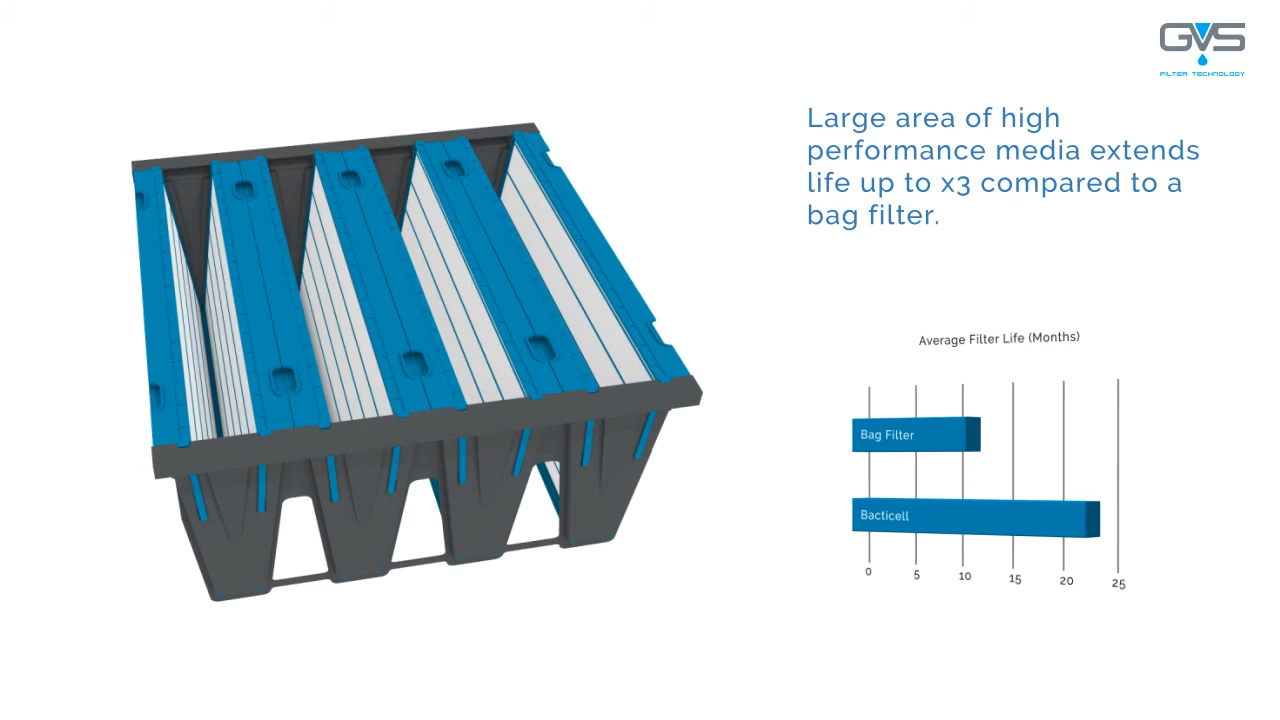 GVS
FILTER TECHNOLOGY
Large area of high
performance media extends
life up to x3 compared to a
bag filter.
Average Filter Life (Months)
Bag Filter
Bacticell
0 5 10 15 20 25